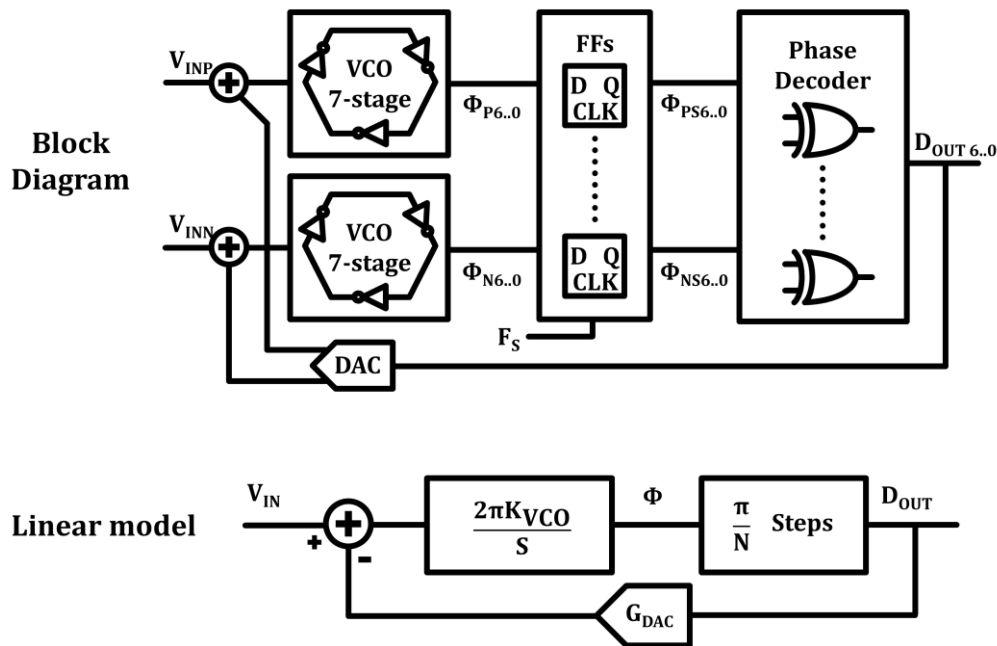 Block
Diagram
V_INP
V_INN
VCO
7-stage
VCO
7-stage
Φ_P6..0
Φ_N6..0
FFs
D Q
CLK
D Q
CLK
F_S
Φ_PS6..0
Φ_NS6..0
Phase
Decoder
D_OUT 6..0
DAC
Linear model
V_IN
+
-
2πK_VCO
S
Φ
π
N
Steps
D_OUT
G_DAC